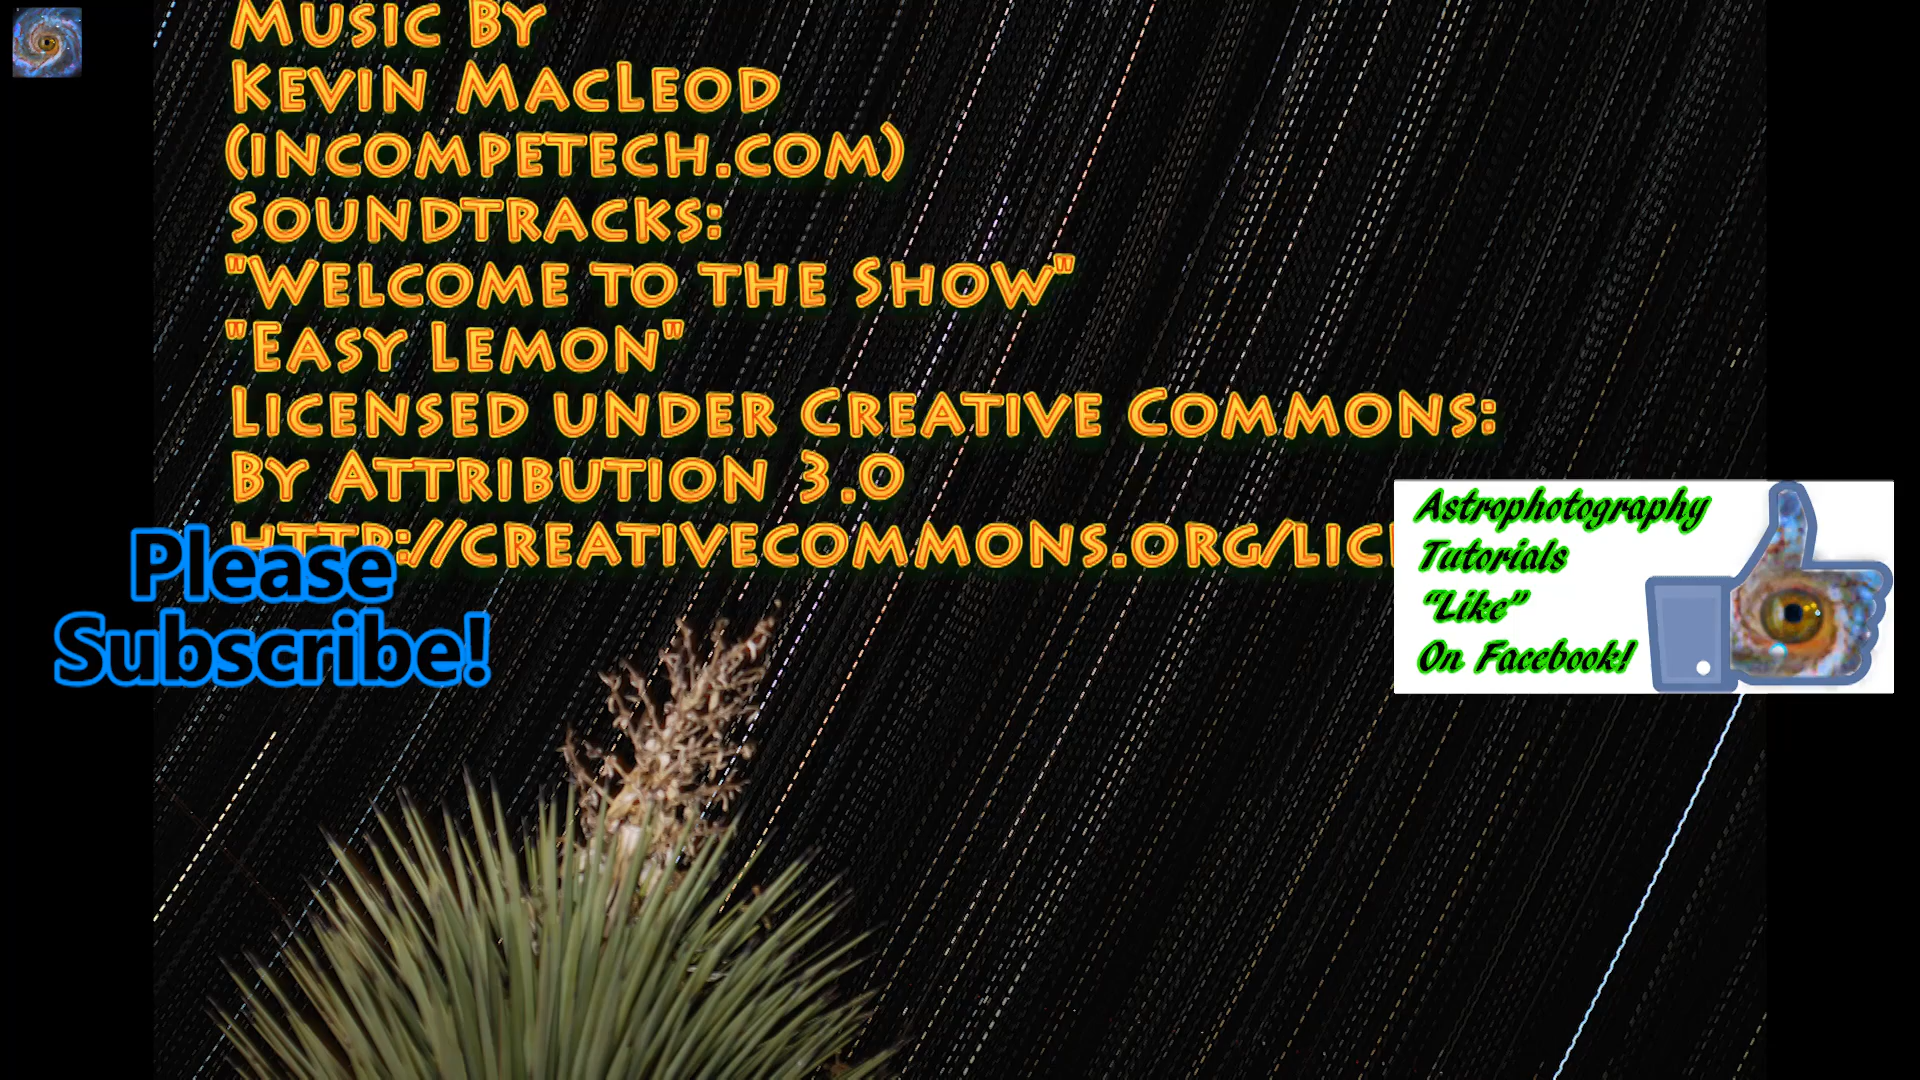 Music By
Kevin MacLeod
(incompetech.com)
Soundtracks:
"Welcome to the Show"
"Easy Lemon"
Licensed under Creative Commons:
By Attribution 3.0
http://creativecommons.org/lic
Please
Subscribe!
Astrophotography
Tutorials
“Like”
On Facebook!